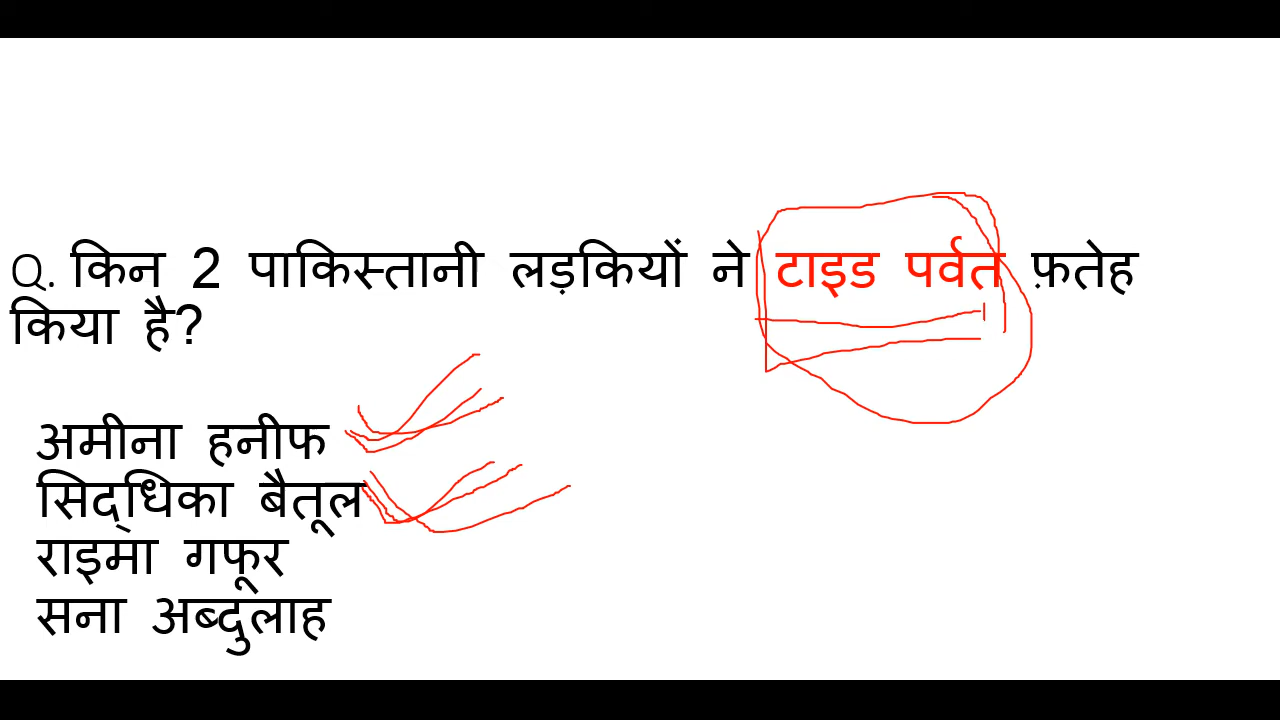 Q. किन 2 पाकिस्तानी लड़कियों ने टाइड पर्वत फ़तेह
किया है?
अमीना हनीफ
सिद्‌धिका बैतूल
राइमा गफूर
सना अब्दुलाह